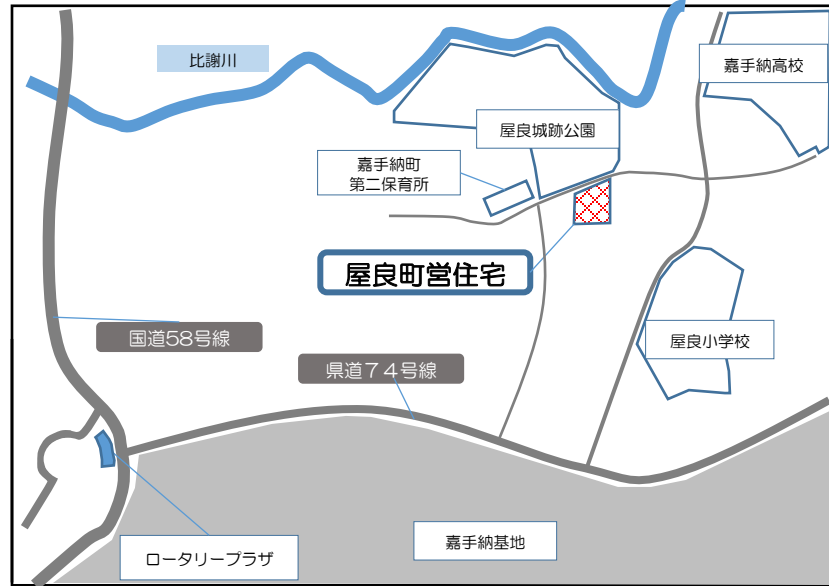 比謝川
嘉手納高校
屋良城跡公園
嘉手納町
第二保育所
屋良町営住宅
国道58号線
屋良小学校
県道７４号線
嘉手納基地
ロータリープラザ